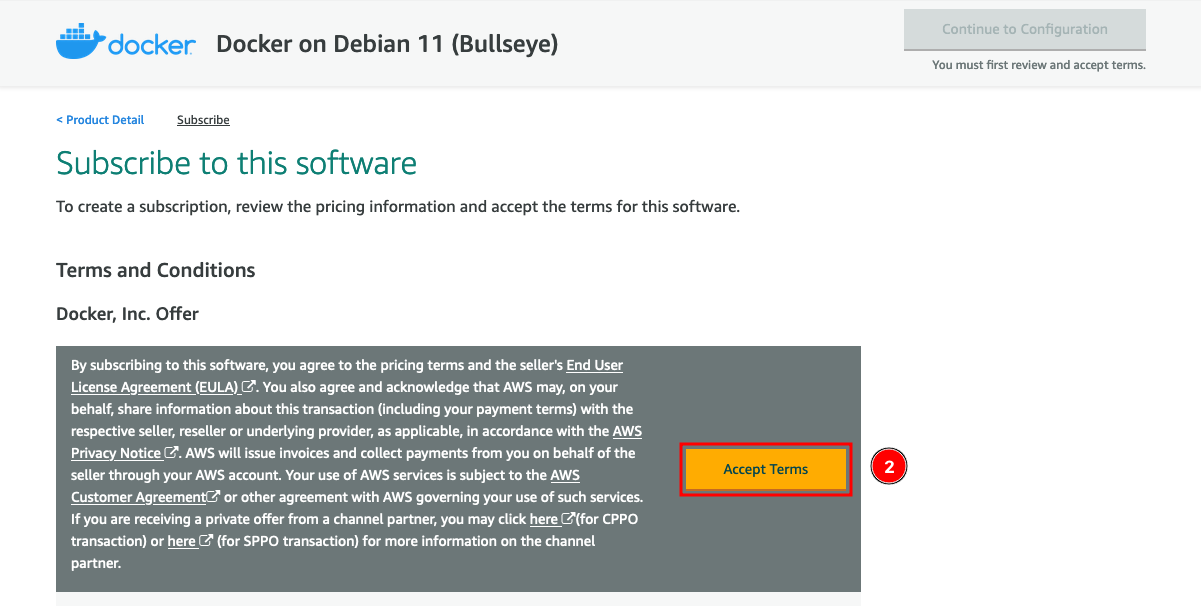 docker
Docker on Debian 11 (Bullseye)
Continue to Configuration
You must first review and accept terms.
< Product Detail
Subscribe
Subscribe to this software
To create a subscription, review the pricing information and accept the terms for this software.
Terms and Conditions
Docker, Inc. Offer
By subscribing to this software, you agree to the pricing terms and the seller's End User
License Agreement (EULA) . You also agree and acknowledge that AWS may, on your
behalf, share information about this transaction (including your payment terms) with the
respective seller, reseller or underlying provider, as applicable, in accordance with the AWS
Privacy Notice . AWS will issue invoices and collect payments from you on behalf of the
seller through your AWS account. Your use of AWS services is subject to the AWS
Customer Agreement or other agreement with AWS governing your use of such services.
If you are receiving a private offer from a channel partner, you may click here (for CPPO
transaction) or here (for SPPO transaction) for more information on the channel
partner.
Accept Terms
2